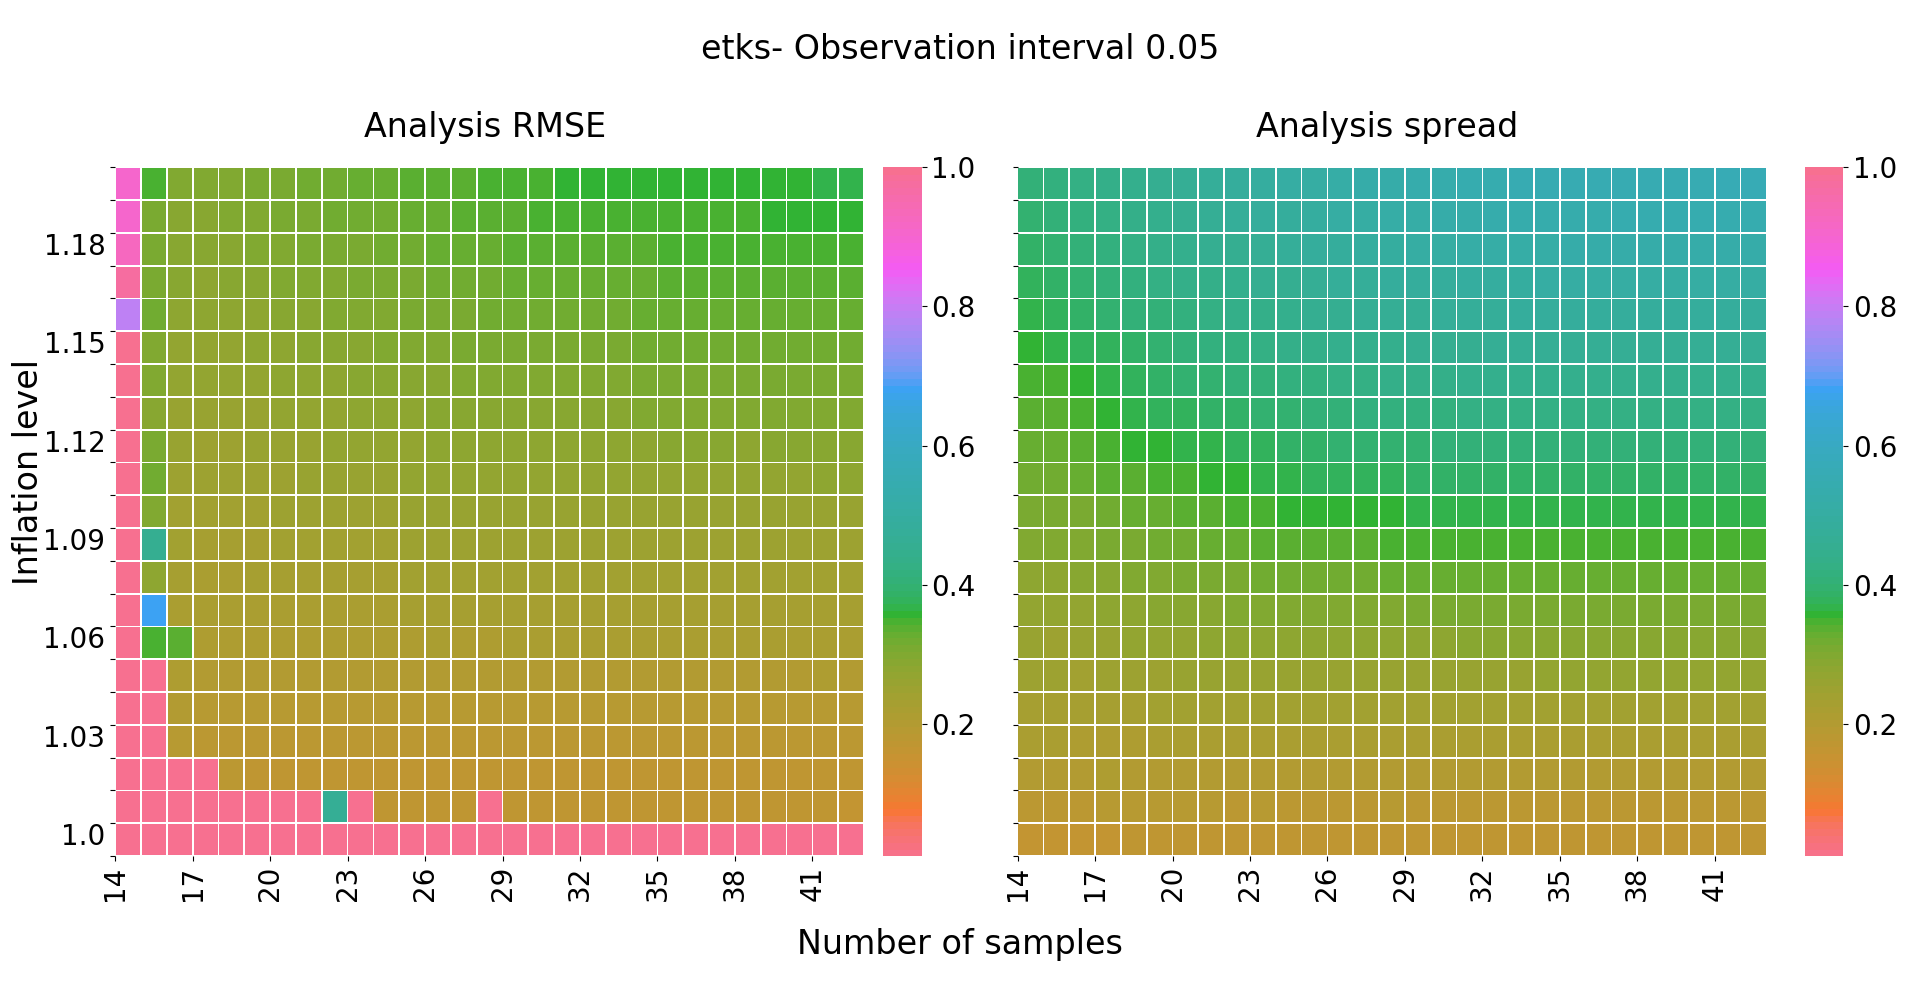 etks- Observation interval 0.05
Analysis RMSE
Analysis spread
Inflation level
1.18
1.15
1.12
1.09
1.06
1.03
1.0
14 17 20 23 26 29 32 35 38 41
1.0
0.8
0.6
0.4
0.2
14 17 20 23 26 29 32 35 38 41
1.0
0.8
0.6
0.4
0.2
Number of samples